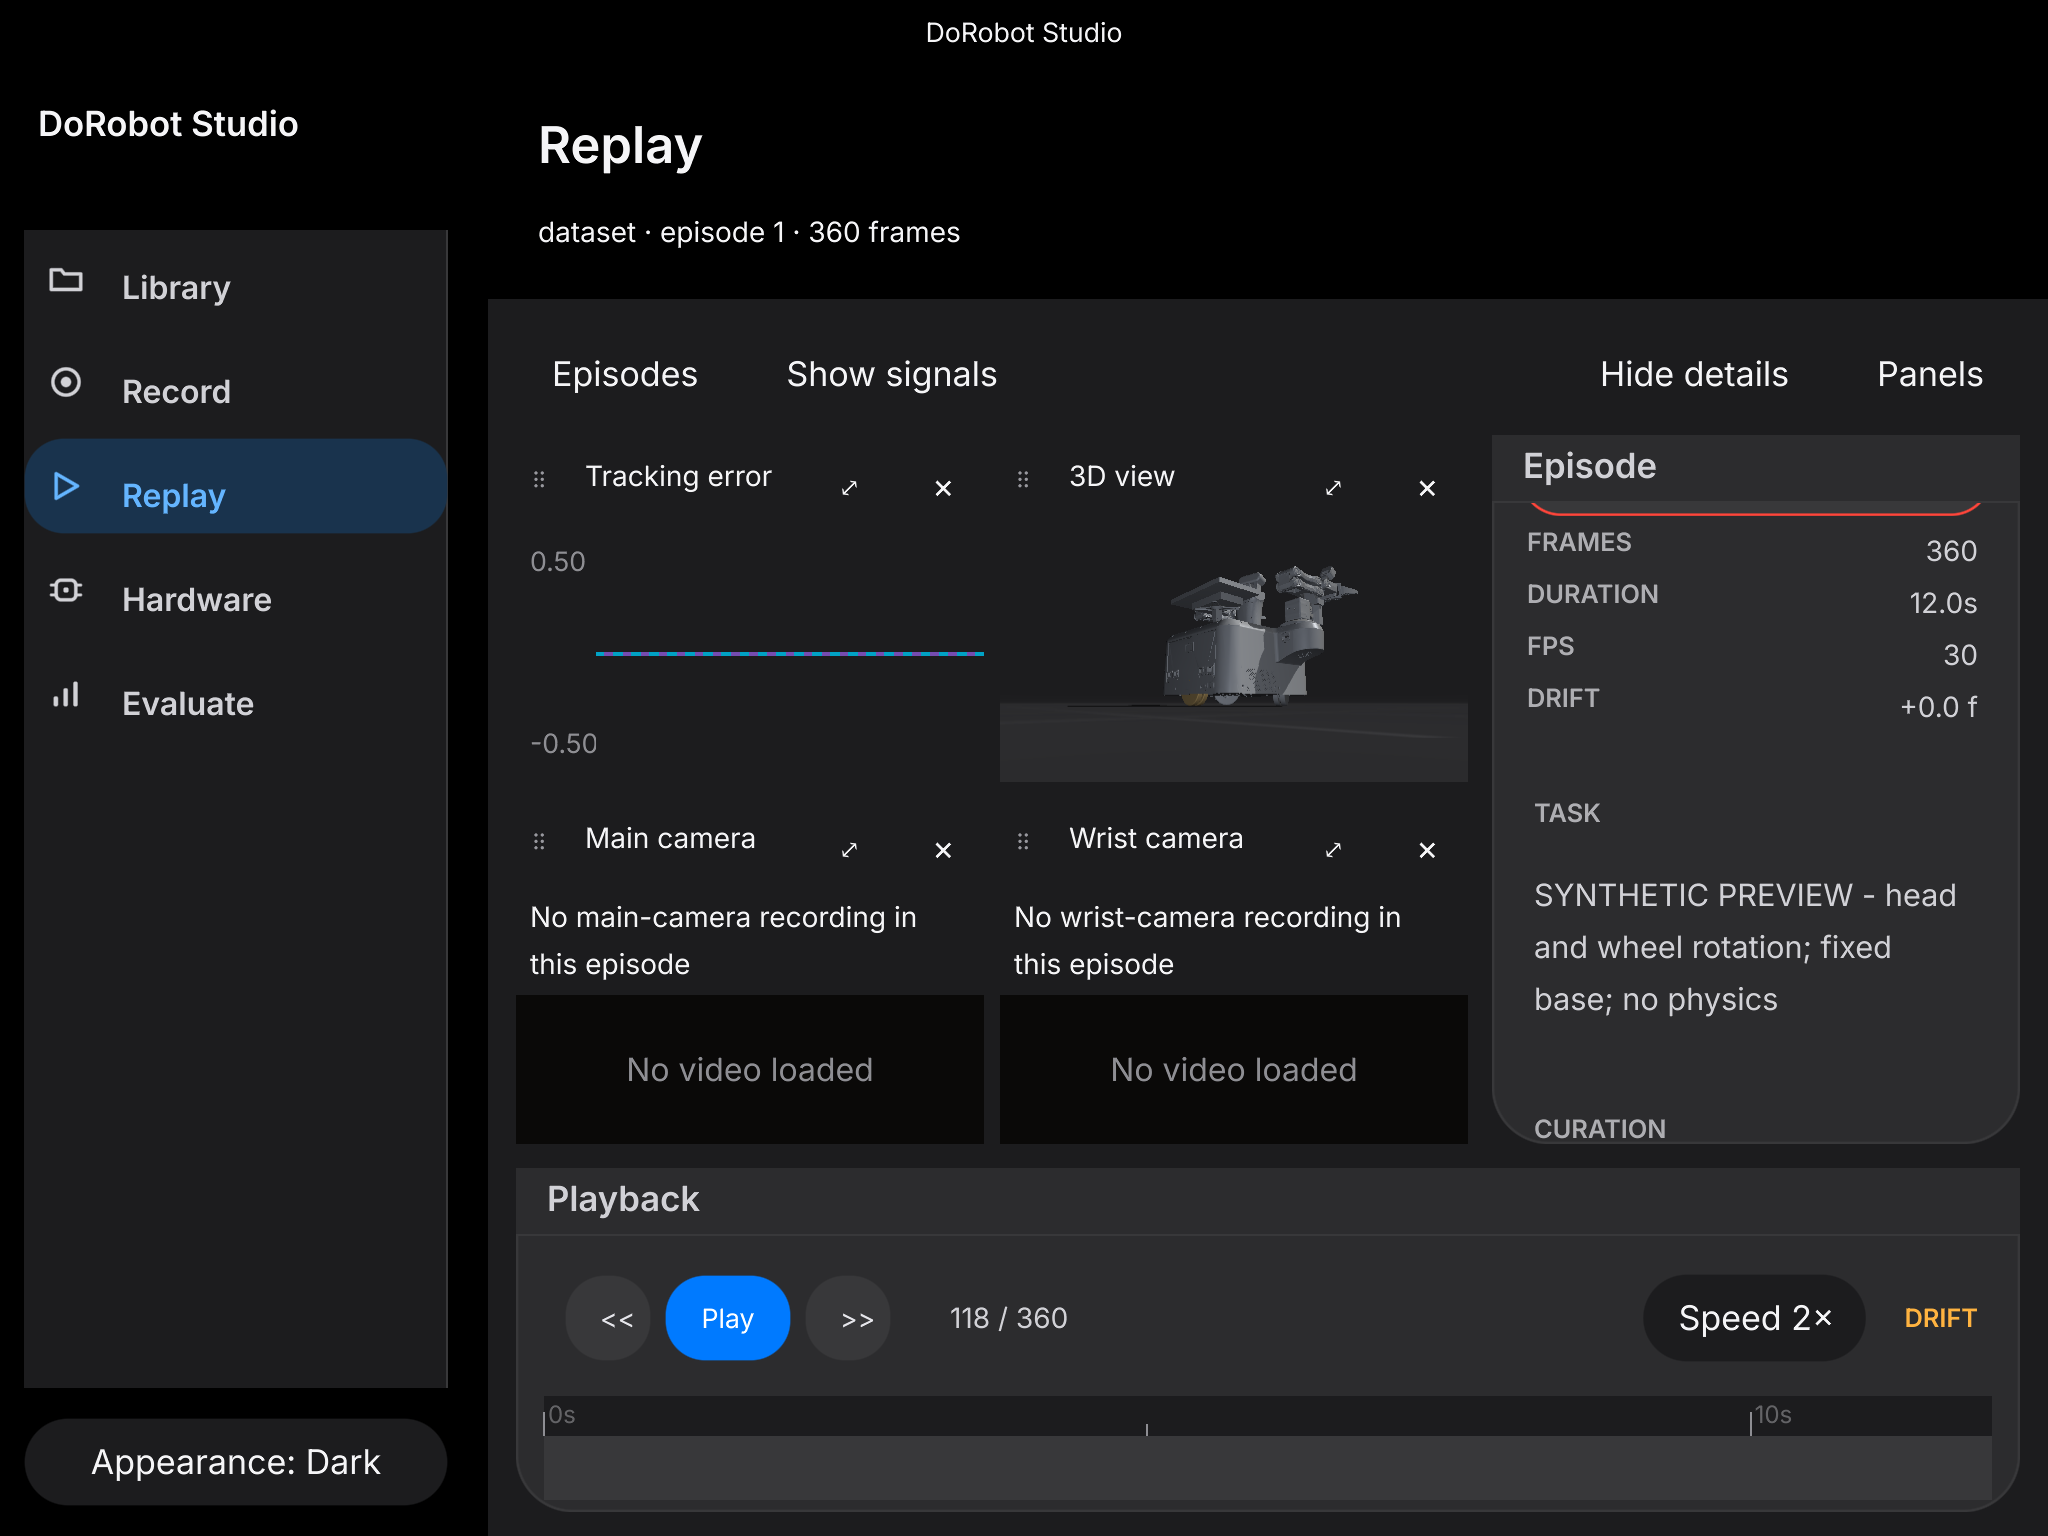 DoRobot Studio
DoRobot Studio
Library
Record
Replay
Hardware
Evaluate
Appearance: Dark
Replay
dataset · episode 1 · 360 frames
Episodes
Show signals
Hide details
Panels
Tracking error
0.50
-0.50
3D view
Main camera
No main-camera recording in
this episode
No video loaded
Wrist camera
No wrist-camera recording in
this episode
No video loaded
Episode
FRAMES 360
DURATION 12.0s
FPS 30
DRIFT +0.0 f
TASK
SYNTHETIC PREVIEW - head
and wheel rotation; fixed
base; no physics
CURATION
Playback
<< Play >> 118 / 360 Speed 2× DRIFT
0s 10s